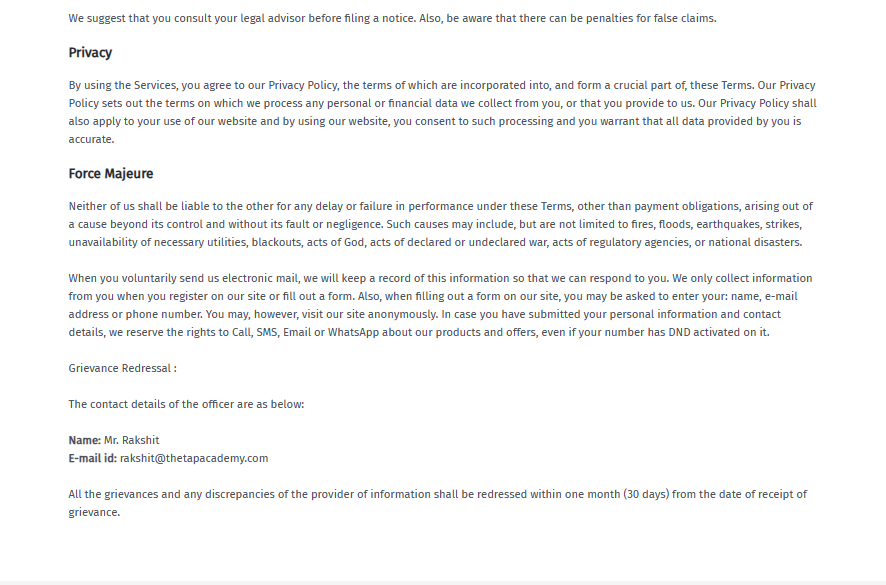 We suggest that you consult your legal advisor before filing a notice. Also, be aware that there can be penalties for false claims.
Privacy
By using the Services, you agree to our Privacy Policy, the terms of which are incorporated into, and form a crucial part of, these Terms. Our Privacy
Policy sets out the terms on which we process any personal or financial data we collect from you, or that you provide to us. Our Privacy Policy shall
also apply to your use of our website and by using our website, you consent to such processing and you warrant that all data provided by you is
accurate.
Force Majeure
Neither of us shall be liable to the other for any delay or failure in performance under these Terms, other than payment obligations, arising out of
a cause beyond its control and without its fault or negligence. Such causes may include, but are not limited to fires, floods, earthquakes, strikes,
unavailability of necessary utilities, blackouts, acts of God, acts of declared or undeclared war, acts of regulatory agencies, or national disasters.
When you voluntarily send us electronic mail, we will keep a record of this information so that we can respond to you. We only collect information
from you when you register on our site or fill out a form. Also, when filling out a form on our site, you may be asked to enter your: name, e-mail
address or phone number. You may, however, visit our site anonymously. In case you have submitted your personal information and contact
details, we reserve the rights to Call, SMS, Email or WhatsApp about our products and offers, even if your number has DND activated on it.
Grievance Redressal :
The contact details of the officer are as below:
Name: Mr. Rakshit
E-mail id: rakshit@thetapacademy.com
All the grievances and any discrepancies of the provider of information shall be redressed within one month (30 days) from the date of receipt of
grievance.